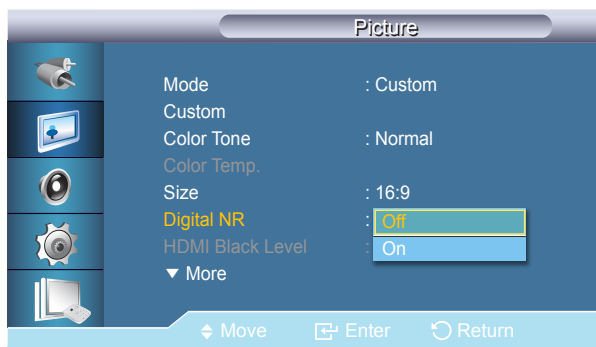 Picture
Mode : Custom
Custom
Color Tone : Normal
Color Temp.
Size : 16:9
Digital NR : Off
HDMI Black Level : On
▼ More
Move Enter Return